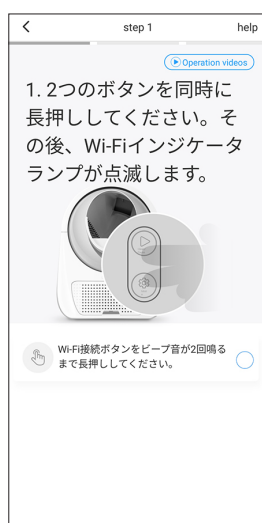 step 1
help
Operation videos
1. 2つのボタンを同時に
長押ししてください。そ
の後、Wi-Fiインジケータ
ランプが点滅します。
Wi-Fi接続ボタンをビープ音が2回鳴る
まで長押ししてください。